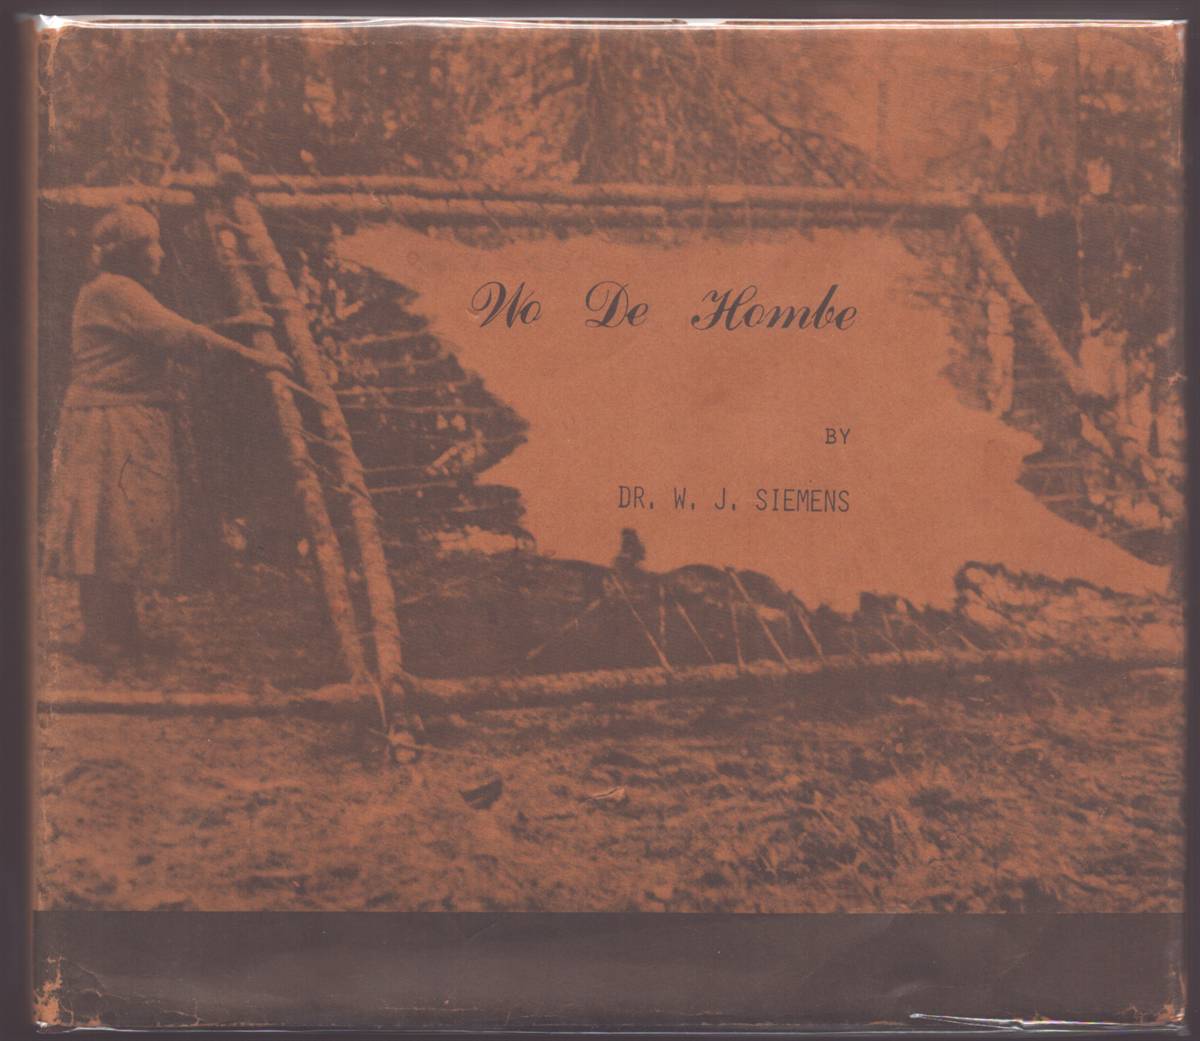 Wo De Hombe
BY
DR. W. J. SIEMENS